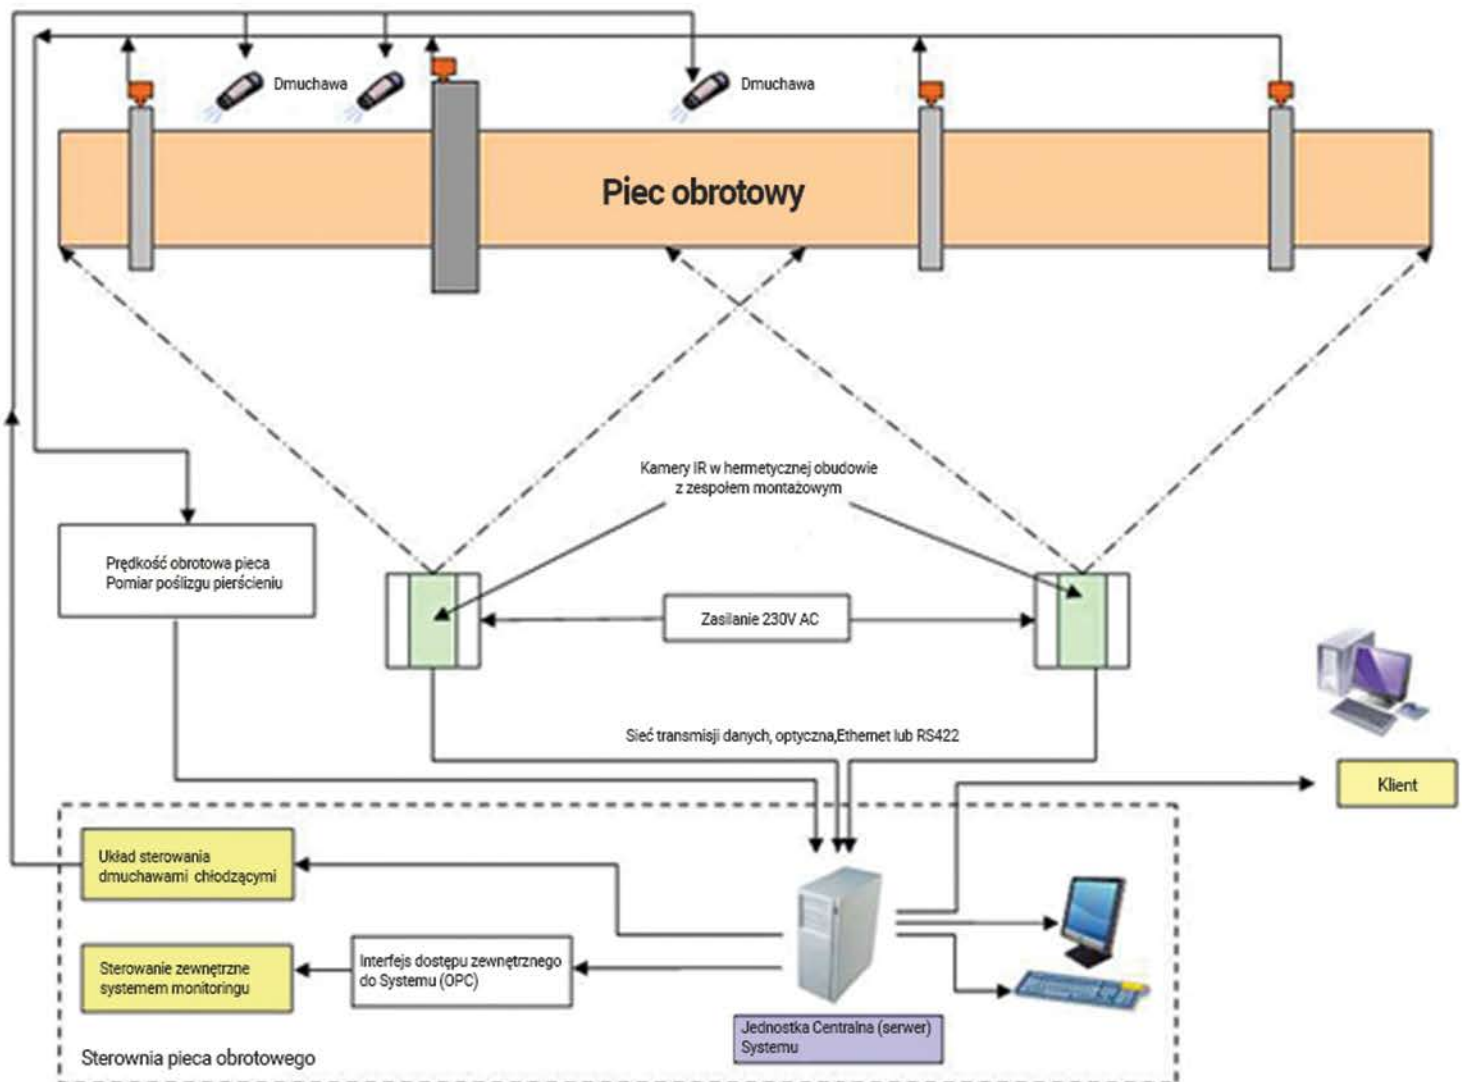 Dmuchawa
Dmuchawa
Piec obrotowy
Kamery IR w hermetycznej obudowie
z zespołem montażowym
Prędkość obrotowa pieca
Pomiar poślizgu pierścieniu
Zasilanie 230V AC
Sieć transmisji danych, optyczna,Ethernet lub RS422
Klient
Układ sterowania
dmuchawami chłodzącymi
Sterowanie zewnętrzne
systemem monitoringu
Interfejs dostępu zewnętrznego
do Systemu (OPC)
Jednostka Centralna (serwer)
Systemu
Sterownia pieca obrotowego